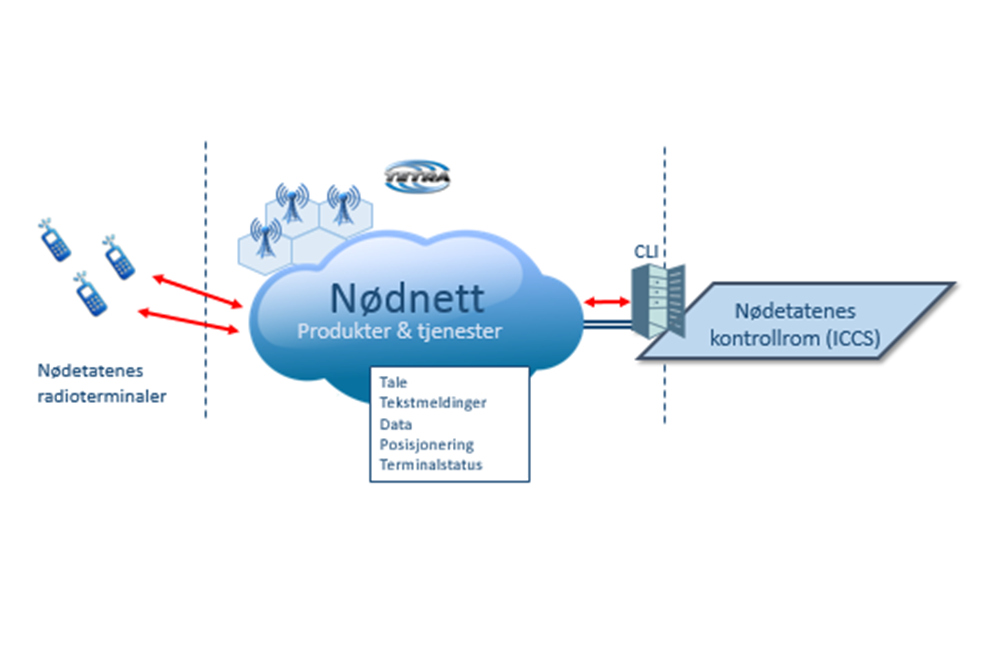 TETRA
CLI
Nødnett
Produkter & tjenester
Nødetatenes
kontrollrom (ICCS)
Nødetatenes
radioterminaler
Tale
Tekstmeldinger
Data
Posisjonering
Terminalstatus